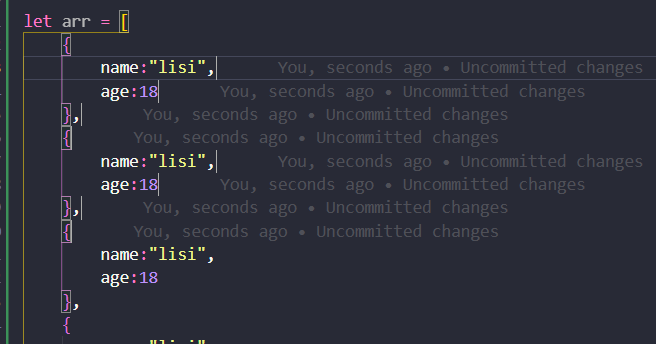 let arr = [
{
name:"lisi", You, seconds ago • Uncommitted changes
age:18 You, seconds ago • Uncommitted changes
}, You, seconds ago • Uncommitted changes
{ You, seconds ago • Uncommitted changes
name:"lisi", You, seconds ago • Uncommitted changes
age:18 You, seconds ago • Uncommitted changes
}, You, seconds ago • Uncommitted changes
{ You, seconds ago • Uncommitted changes
name:"lisi",
age:18
},
{